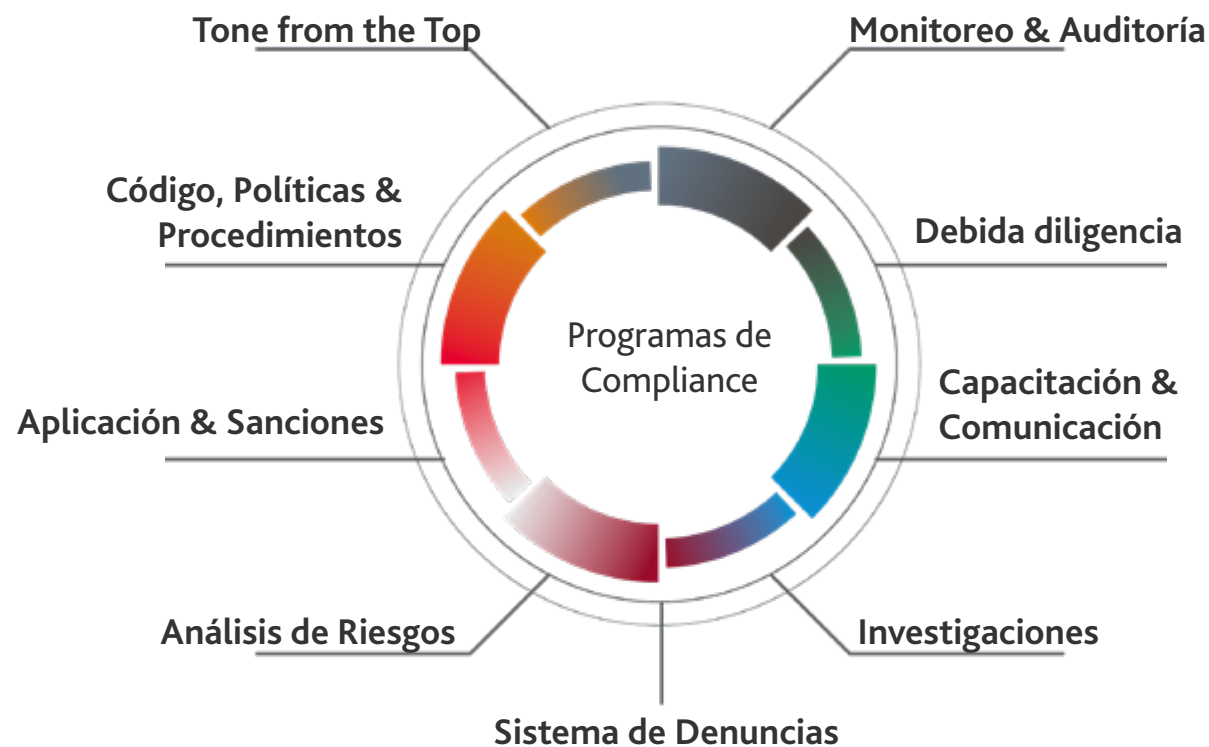 Tone from the Top
Monitoreo & Auditoría
Código, Políticas &
Procedimientos
Debida diligencia
Programas de
Compliance
Capacitación &
Comunicación
Aplicación & Sanciones
Análisis de Riesgos
Investigaciones
Sistema de Denuncias